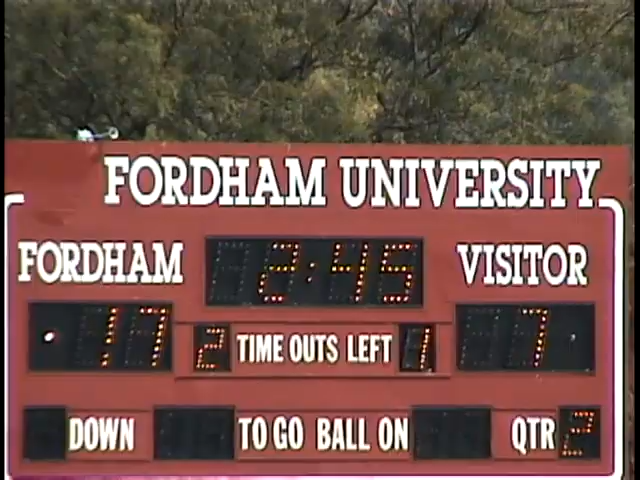 FORDHAM UNIVERSITY
FORDHAM 2:45 VISITOR
17 2 TIME OUTS LEFT 1 7
DOWN TO GO BALL ON QTR 2